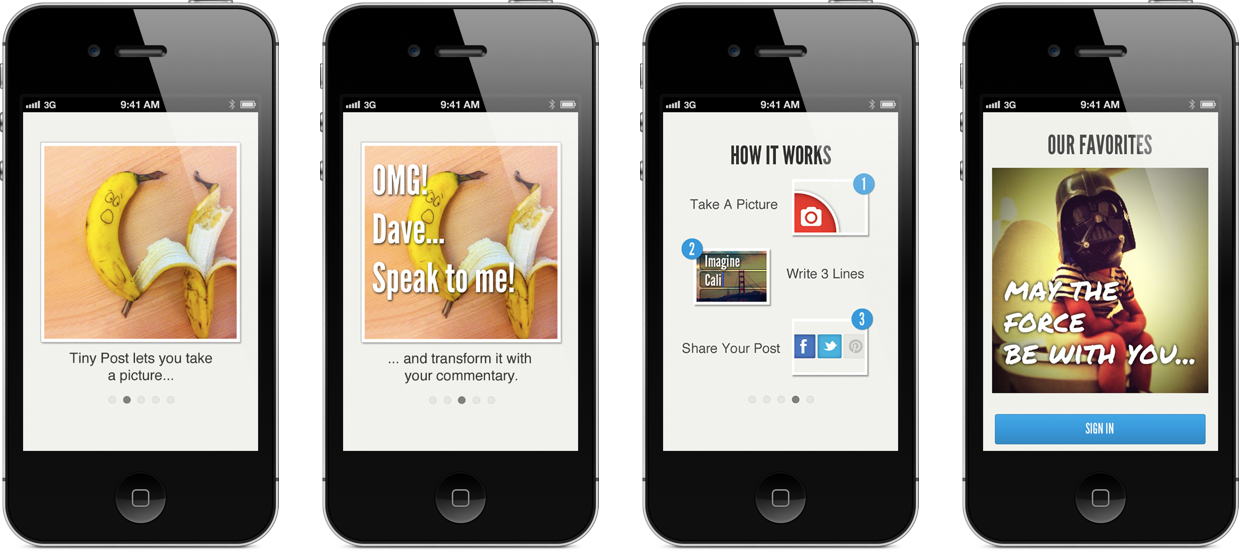 3G 9:41 AM
Tiny Post lets you take
a picture...
3G 9:41 AM
OMG!
Dave...
Speak to me!
... and transform it with
your commentary.
3G 9:41 AM
HOW IT WORKS
Take A Picture
1
2
Imagine
Cali
Write 3 Lines
3
Share Your Post
f
3G 9:41 AM
OUR FAVORITES
MAY THE
FORCE
BE WITH YOU...
SIGN IN